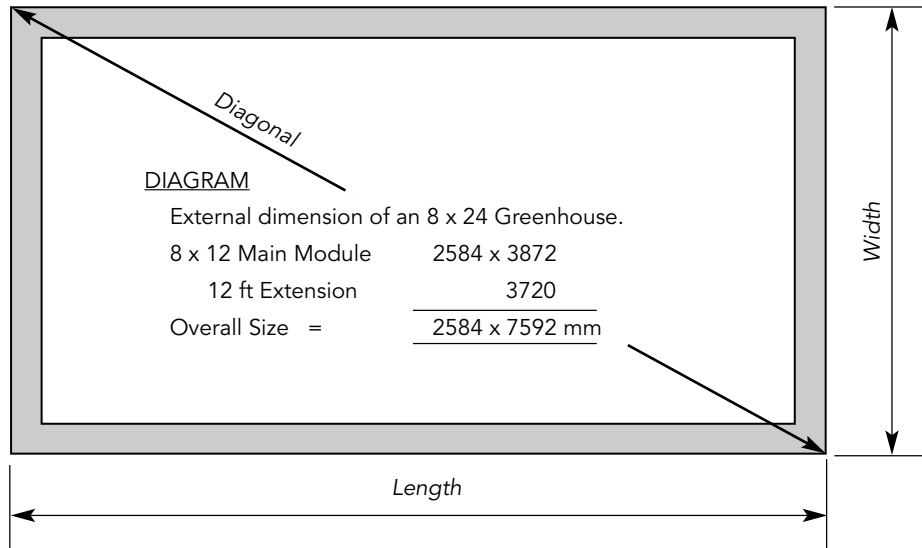 Diagonal
DIAGRAM
External dimension of an 8 x 24 Greenhouse.
8 x 12 Main Module 2584 x 3872
12 ft Extension 3720
Overall Size = 2584 x 7592 mm
Width
Length